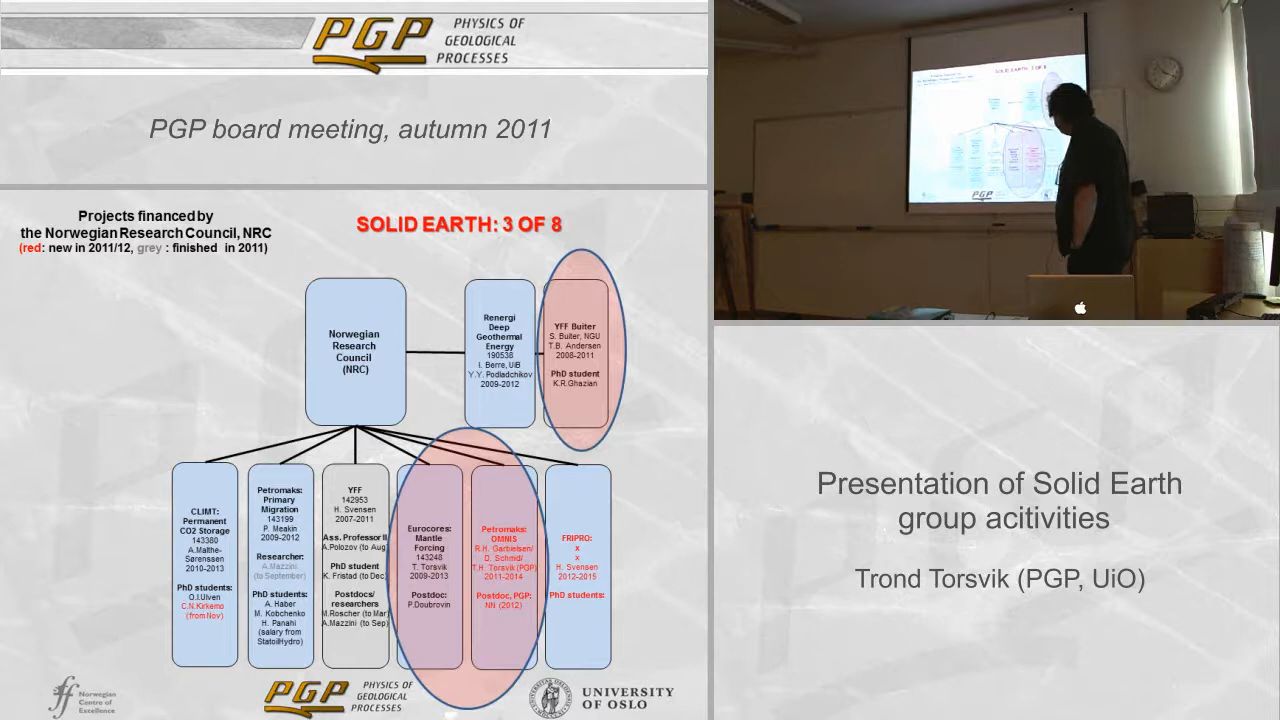 PGP
PHYSICS OF
GEOLOGICAL
PROCESSES
PGP board meeting, autumn 2011
Projects financed by
the Norwegian Research Council, NRC
(red: new in 2011/12, grey : finished in 2011)
SOLID EARTH: 3 OF 8
Norwegian
Research
Council
(NRC)
Renergi
Deep
Geothermal
Energy
190538
I. Berre, UiB
Y.Y. Podladchikov
2009-2012
YFF Buiter
S. Buiter, NGU
T.B. Andersen
2008-2011
PhD student
K.R.Ghazian
CLIMT:
Permanent
CO2 Storage
143380
A.Malthe-
Sørenssen
2010-2013
PhD students:
O.I.Ulven
C.N.Kirkemo
(from Nov)
Petromaks:
Primary
Migration
143199
P. Meakin
2009-2012
Researcher:
A.Mazzini
(to September)
PhD students:
A. Haber
M. Kobchenko
H. Panahi
(salary from
StatoilHydro)
YFF
142953
H. Svensen
2007-2011
Ass. Professor II
A.Polozov (to Aug)
PhD student
K. Fristad (to Dec)
Postdocs/
researchers
M.Roscher (to Mar)
A.Mazzini (to Sep)
Eurocores:
Mantle
Forcing
143248
T. Torsvik
2009-2013
Postdoc:
P.Doubrovin
Petromaks:
OMNIS
R.H. Garbielsen/
D. Schmid/
T.H. Torsvik (PGP)
2011-2014
Postdoc, PGP:
NN (2012)
FRIPRO:
x
x
H. Svensen
2012-2015
PhD students:
Norwegian
Centre of
Excellence
PGP
PHYSICS OF
GEOLOGICAL
PROCESSES
UNIVERSITY
OF OSLO
SOLID EARTH: 3 OF 8
PGP
Presentation of Solid Earth
group acitivities
Trond Torsvik (PGP, UiO)